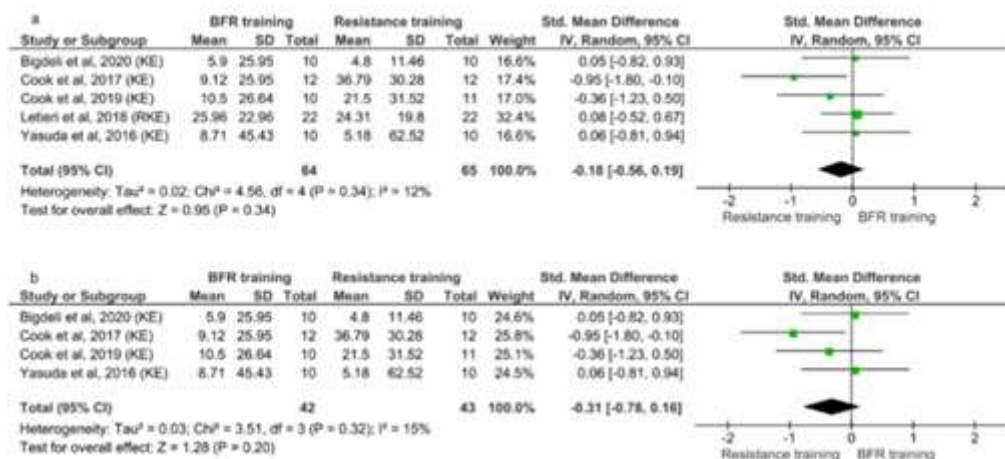 a
BFR training Resistance training Std. Mean Difference Std. Mean Difference
Study or Subgroup Mean SD Total Mean SD Total Weight IV, Random, 95% CI IV, Random, 95% CI
Bigdeli et al, 2020 (KE) 5.9 25.95 10 4.8 11.46 10 16.6% 0.05 [-0.82, 0.93]
Cook et al, 2017 (KE) 9.12 25.95 12 36.79 30.28 12 17.4% -0.95 [-1.80, -0.10]
Cook et al, 2019 (KE) 10.5 26.64 10 21.5 31.52 11 17.0% -0.36 [-1.23, 0.50]
Letieri et al, 2018 (RKE) 25.96 22.96 22 24.31 19.8 22 32.4% 0.08 [-0.52, 0.67]
Yasuda et al, 2016 (KE) 8.71 45.43 10 5.18 62.52 10 16.6% 0.06 [-0.81, 0.94]
Total (95% CI) 64 65 100.0% -0.18 [-0.56, 0.19]
Heterogeneity: Tau² = 0.02; Chi² = 4.56, df = 4 (P = 0.34); I² = 12%
Test for overall effect: Z = 0.95 (P = 0.34)
-2 -1 0 1 2
Resistance training BFR training
b
BFR training Resistance training Std. Mean Difference Std. Mean Difference
Study or Subgroup Mean SD Total Mean SD Total Weight IV, Random, 95% CI IV, Random, 95% CI
Bigdeli et al, 2020 (KE) 5.9 25.95 10 4.8 11.46 10 24.6% 0.05 [-0.82, 0.93]
Cook et al, 2017 (KE) 9.12 25.95 12 36.79 30.28 12 25.8% -0.95 [-1.80, -0.10]
Cook et al, 2019 (KE) 10.5 26.64 10 21.5 31.52 11 25.1% -0.36 [-1.23, 0.50]
Yasuda et al, 2016 (KE) 8.71 45.43 10 5.18 62.52 10 24.5% 0.06 [-0.81, 0.94]
Total (95% CI) 42 43 100.0% -0.31 [-0.78, 0.16]
Heterogeneity: Tau² = 0.03; Chi² = 3.51, df = 3 (P = 0.32); I² = 15%
Test for overall effect: Z = 1.28 (P = 0.20)
-2 -1 0 1 2
Resistance training BFR training